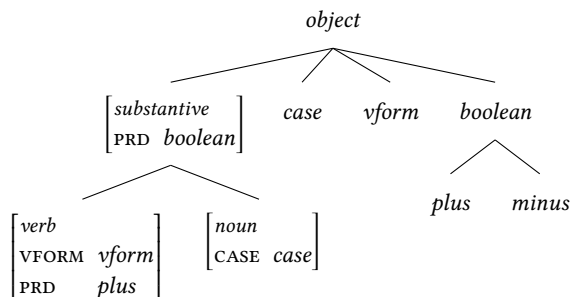 object
substantive
PRD boolean
case
vform
boolean
plus
minus
verb
VFORM vform
PRD plus
noun
CASE case